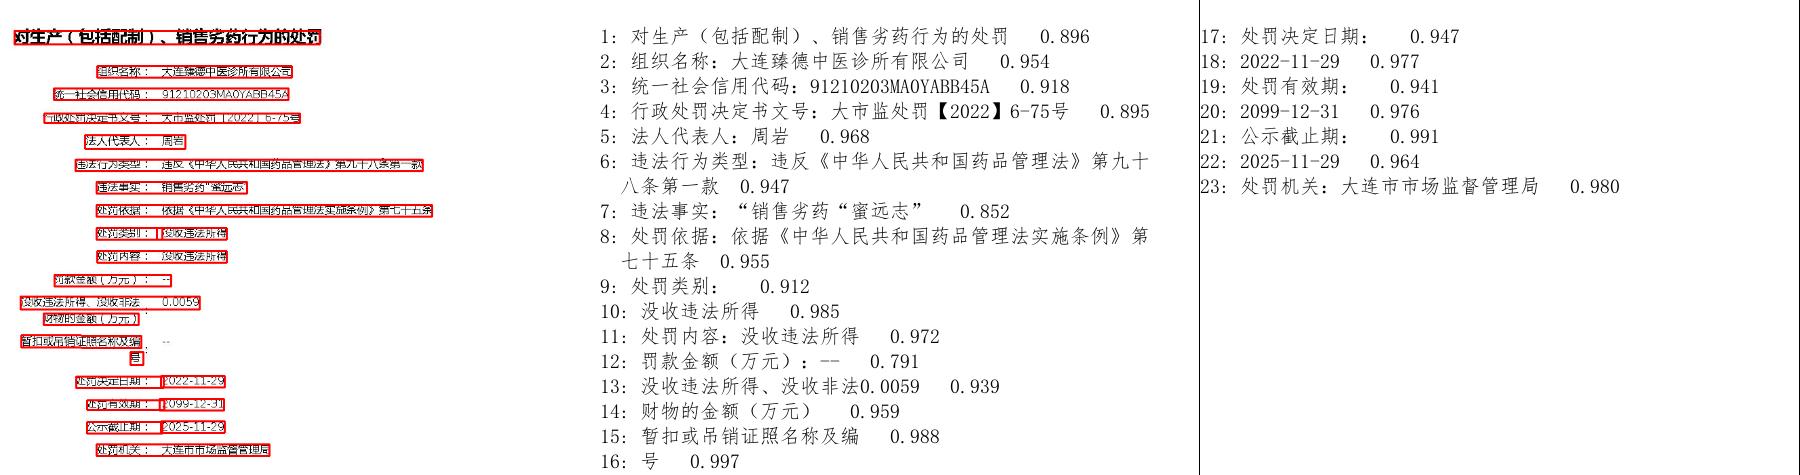 对生产（包括配制）、销售劣药行为的处罚
组织名称： 大连臻德中医诊所有限公司
统一社会信用代码： 91210203MA0YABB45A
行政处罚决定书文号： 大市监处罚【2022】6-75号
法人代表人： 周岩
违法行为类型： 违反《中华人民共和国药品管理法》第九十八条第一款
违法事实： 销售劣药“蜜远志”
处罚依据： 依据《中华人民共和国药品管理法实施条例》第七十五条
处罚类别： 没收违法所得
处罚内容： 没收违法所得
罚款金额（万元）： --
没收违法所得、没收非法 0.0059
财物的金额（万元）：
暂扣或吊销证照名称及编 --
号：
处罚决定日期： 2022-11-29
处罚有效期： 2099-12-31
公示截止期： 2025-11-29
处罚机关： 大连市市场监督管理局
1: 对生产（包括配制）、销售劣药行为的处罚 0.896
2: 组织名称：大连臻德中医诊所有限公司 0.954
3: 统一社会信用代码：91210203MA0YABB45A 0.918
4: 行政处罚决定书文号：大市监处罚【2022】6-75号 0.895
5: 法人代表人：周岩 0.968
6: 违法行为类型：违反《中华人民共和国药品管理法》第九十
八条第一款 0.947
7: 违法事实：“销售劣药“蜜远志” 0.852
8: 处罚依据：依据《中华人民共和国药品管理法实施条例》第
七十五条 0.955
9: 处罚类别： 0.912
10: 没收违法所得 0.985
11: 处罚内容：没收违法所得 0.972
12: 罚款金额（万元）：-- 0.791
13: 没收违法所得、没收非法0.0059 0.939
14: 财物的金额（万元） 0.959
15: 暂扣或吊销证照名称及编 0.988
16: 号 0.997
17: 处罚决定日期： 0.947
18: 2022-11-29 0.977
19: 处罚有效期： 0.941
20: 2099-12-31 0.976
21: 公示截止期： 0.991
22: 2025-11-29 0.964
23: 处罚机关：大连市市场监督管理局 0.980